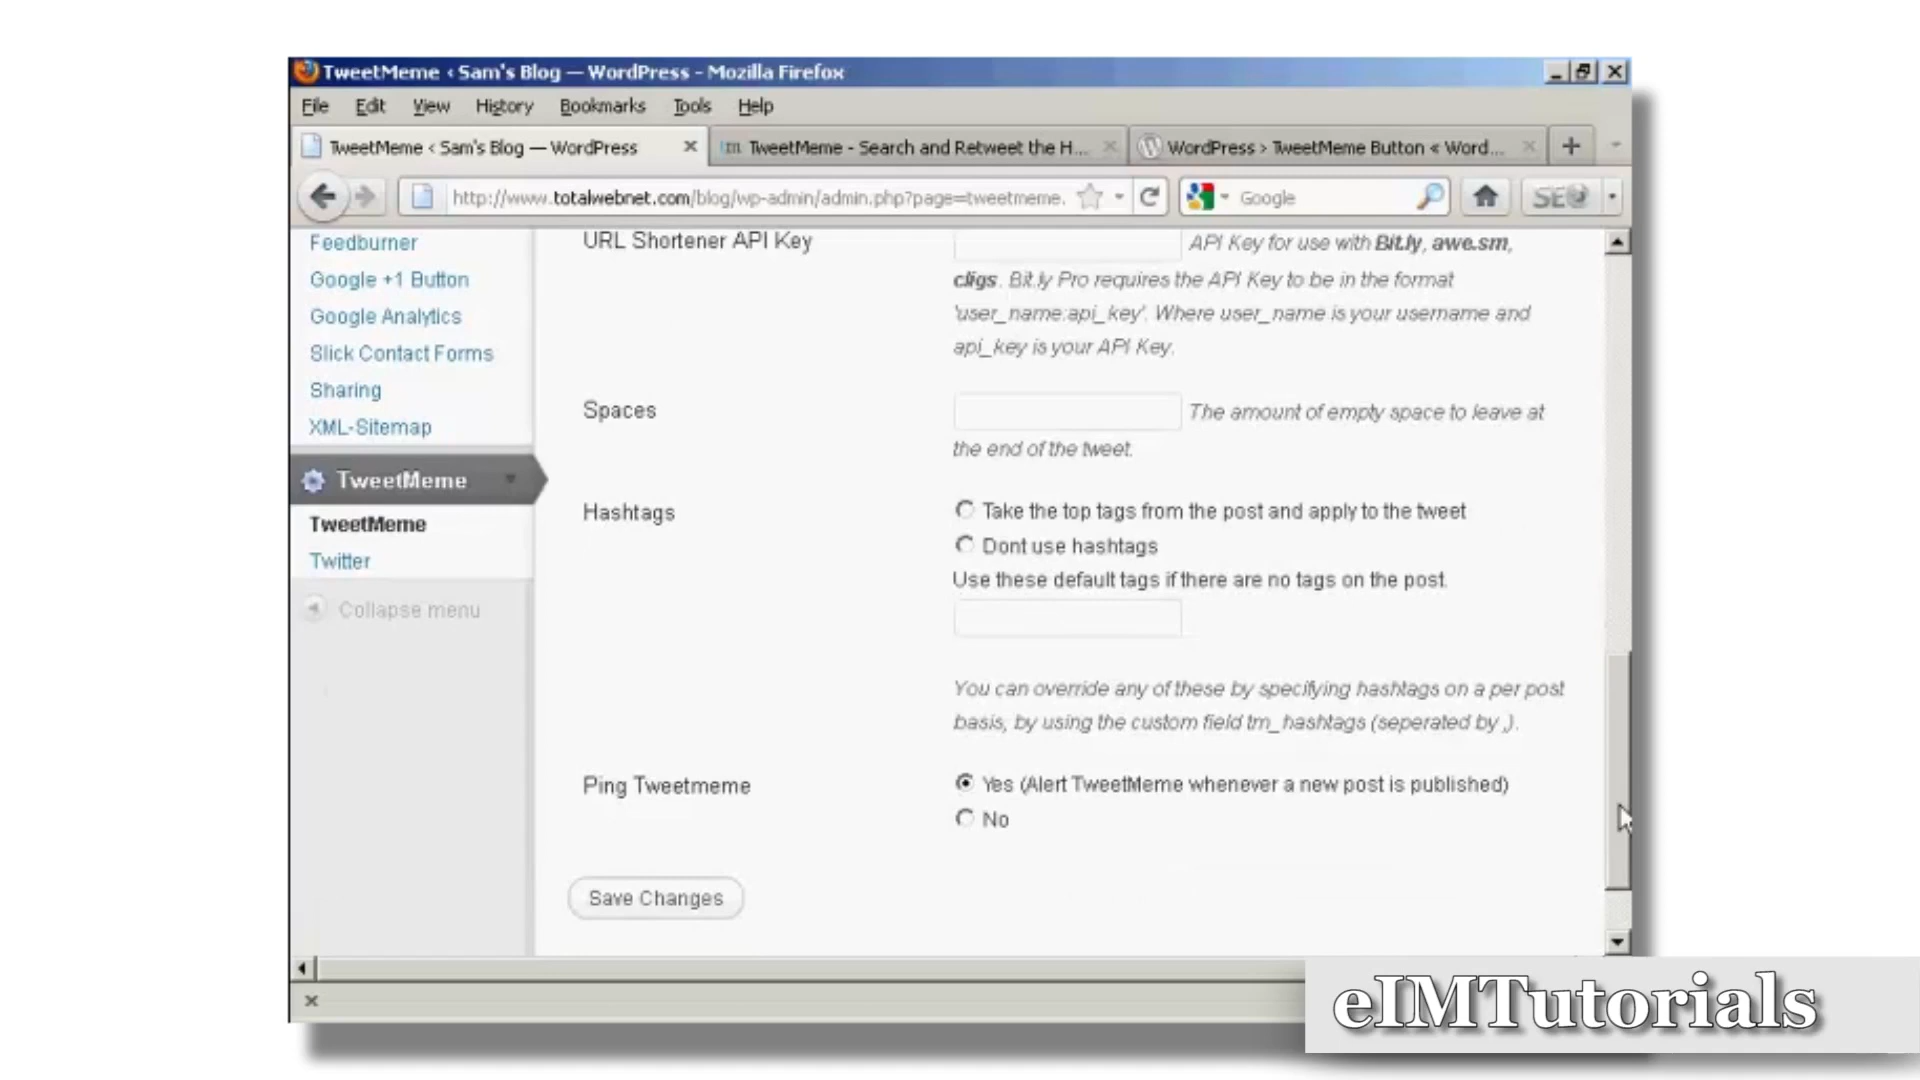 TweetMeme ‹ Sam's Blog — WordPress - Mozilla Firefox
File Edit View History Bookmarks Tools Help
TweetMeme ‹ Sam's Blog — WordPress
TweetMeme - Search and Retweet the H...
WordPress › TweetMeme Button « Word...
http://www.totalwebnet.com/blog/wp-admin/admin.php?page=tweetmeme.
Google
SEO
Feedburner
Google +1 Button
Google Analytics
Slick Contact Forms
Sharing
XML-Sitemap
TweetMeme
TweetMeme
Twitter
Collapse menu
URL Shortener API Key
API Key for use with Bit.ly, awe.sm,
cligs. Bit.ly Pro requires the API Key to be in the format
'user_name:api_key'. Where user_name is your username and
api_key is your API Key.
Spaces
The amount of empty space to leave at
the end of the tweet.
Hashtags
Take the top tags from the post and apply to the tweet
Dont use hashtags
Use these default tags if there are no tags on the post.
You can override any of these by specifying hashtags on a per post
basis, by using the custom field tm_hashtags (seperated by ,).
Ping Tweetmeme
Yes (Alert TweetMeme whenever a new post is published)
No
Save Changes
eIMTutorials